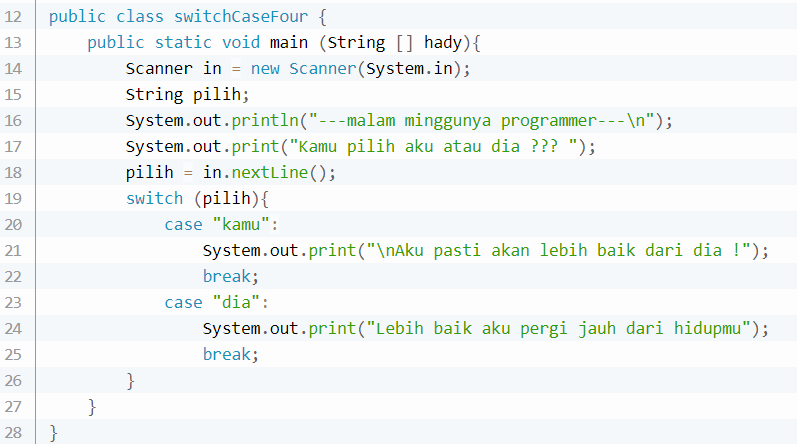 12 public class switchCaseFour {
13     public static void main (String [] hady){
14         Scanner in = new Scanner(System.in);
15         String pilih;
16         System.out.println("---malam minggunya programmer---\n");
17         System.out.print("Kamu pilih aku atau dia ??? ");
18         pilih = in.nextLine();
19         switch (pilih){
20             case "kamu":
21                 System.out.print("\nAku pasti akan lebih baik dari dia !");
22                 break;
23             case "dia":
24                 System.out.print("Lebih baik aku pergi jauh dari hidupmu");
25                 break;
26         }
27     }
28 }